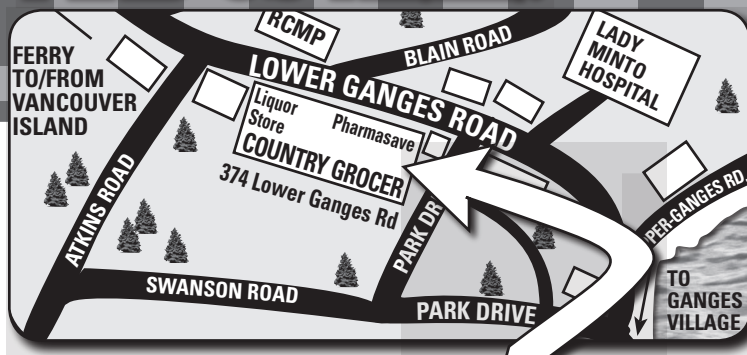 RCMP
BLAIN ROAD
LADY
MINTO
HOSPITAL
FERRY
TO/FROM
VANCOUVER
ISLAND
LOWER GANGES ROAD
Liquor
Store
Pharmasave
COUNTRY GROCER
374 Lower Ganges Rd
ATKINS ROAD
PARK DR
PER-GANGES RD.
SWANSON ROAD
PARK DRIVE
TO
GANGES
VILLAGE